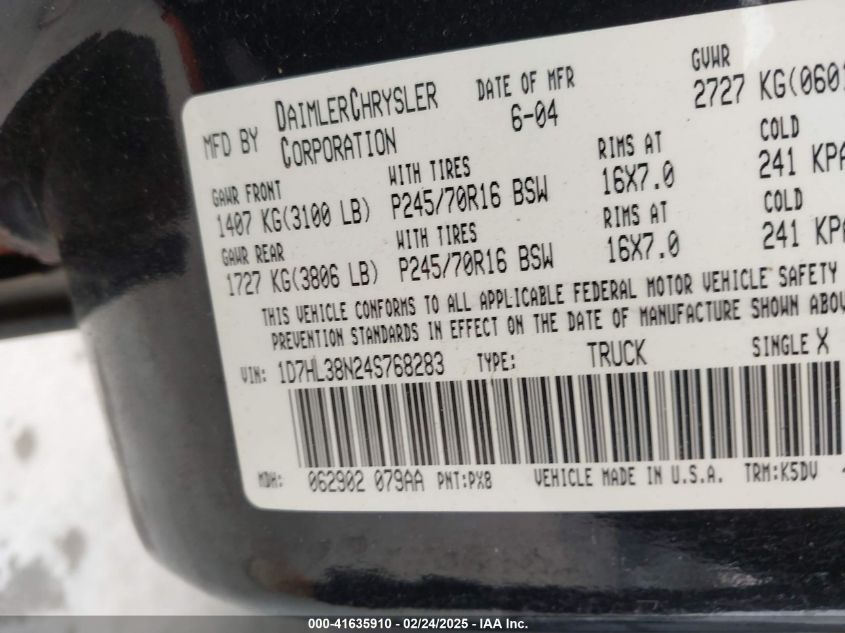 MFD BY DAIMLERCHRYSLER CORPORATION DATE OF MFR 6-04 GVWR 2727 KG(0601
GAWR FRONT WITH TIRES RIMS AT COLD
1407 KG(3100 LB) P245/70R16 BSW 16X7.0 241 KPA
GAWR REAR WITH TIRES RIMS AT COLD
1727 KG(3806 LB) P245/70R16 BSW 16X7.0 241 KPA
THIS VEHICLE CONFORMS TO ALL APPLICABLE FEDERAL MOTOR VEHICLE SAFETY
PREVENTION STANDARDS IN EFFECT ON THE DATE OF MANUFACTURE SHOWN ABOV
VIN: 1D7HL38N24S768283 TYPE: TRUCK SINGLE X
MDH: 062902 079AA PNT:PX8 VEHICLE MADE IN U.S.A. TRM:K5DV
000-41635910 - 02/24/2025 - IAA Inc.